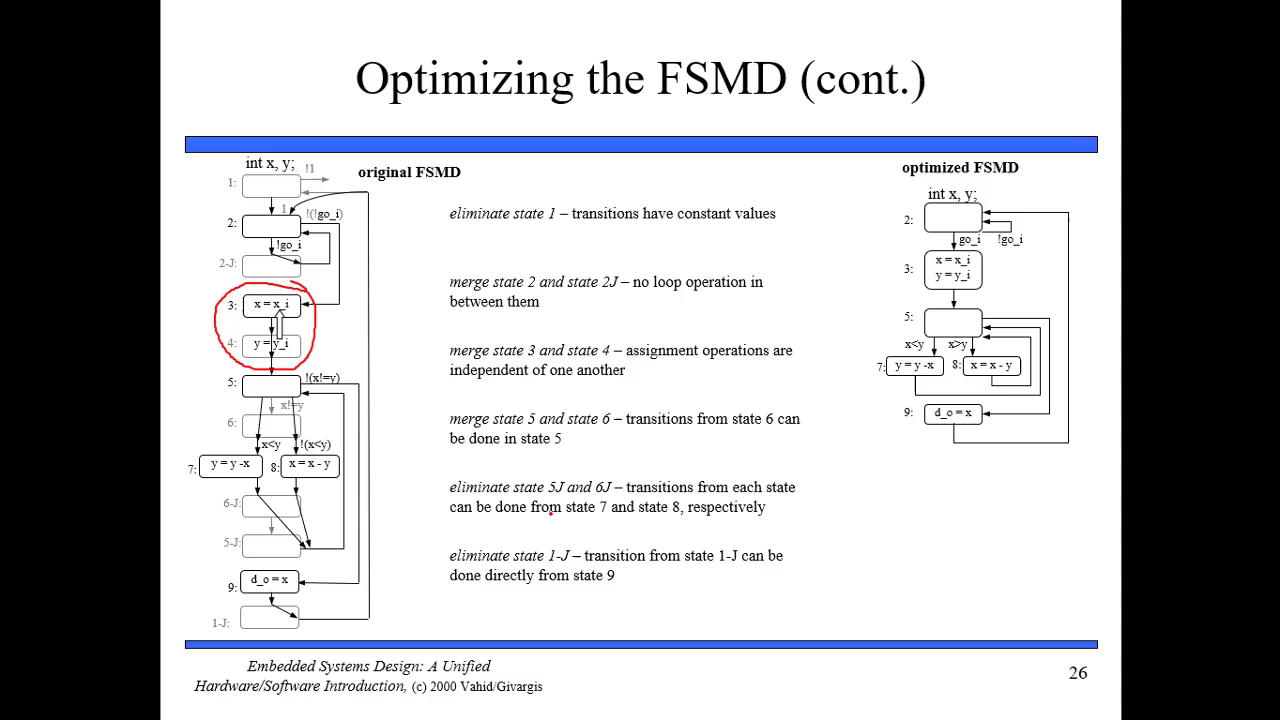 Optimizing the FSMD (cont.)
int x, y;
!1
original FSMD
1:
1
2:
!(!go_i)
!go_i
2-J:
3:
x = x_i
4:
y = y_i
5:
!(x!=y)
x!=y
6:
x<y
!(x<y)
7:
y = y -x
8:
x = x - y
6-J:
5-J:
9:
d_o = x
1-J:
eliminate state 1 – transitions have constant values
merge state 2 and state 2J – no loop operation in
between them
merge state 3 and state 4 – assignment operations are
independent of one another
merge state 5 and state 6 – transitions from state 6 can
be done in state 5
eliminate state 5J and 6J – transitions from each state
can be done from state 7 and state 8, respectively
eliminate state 1-J – transition from state 1-J can be
done directly from state 9
optimized FSMD
int x, y;
2:
go_i
!go_i
3:
x = x_i
y = y_i
5:
x<y
x>y
7:
y = y -x
8:
x = x - y
9:
d_o = x
Embedded Systems Design: A Unified
Hardware/Software Introduction, (c) 2000 Vahid/Givargis
26